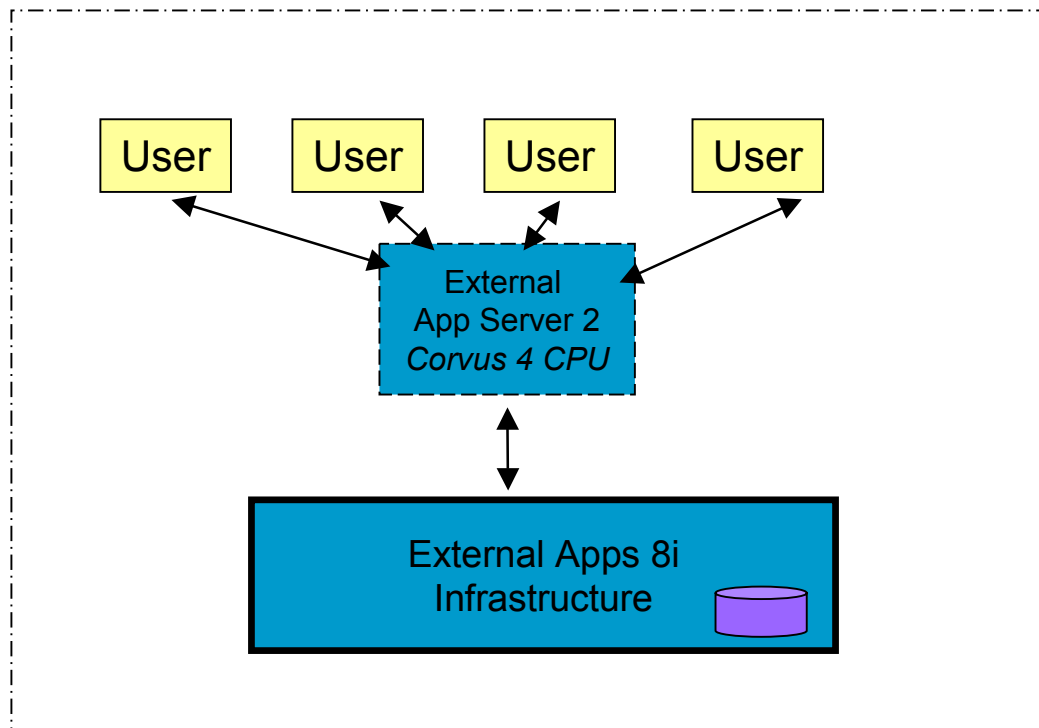 User
User
User
User
External
App Server 2
Corvus 4 CPU
External Apps 8i
Infrastructure